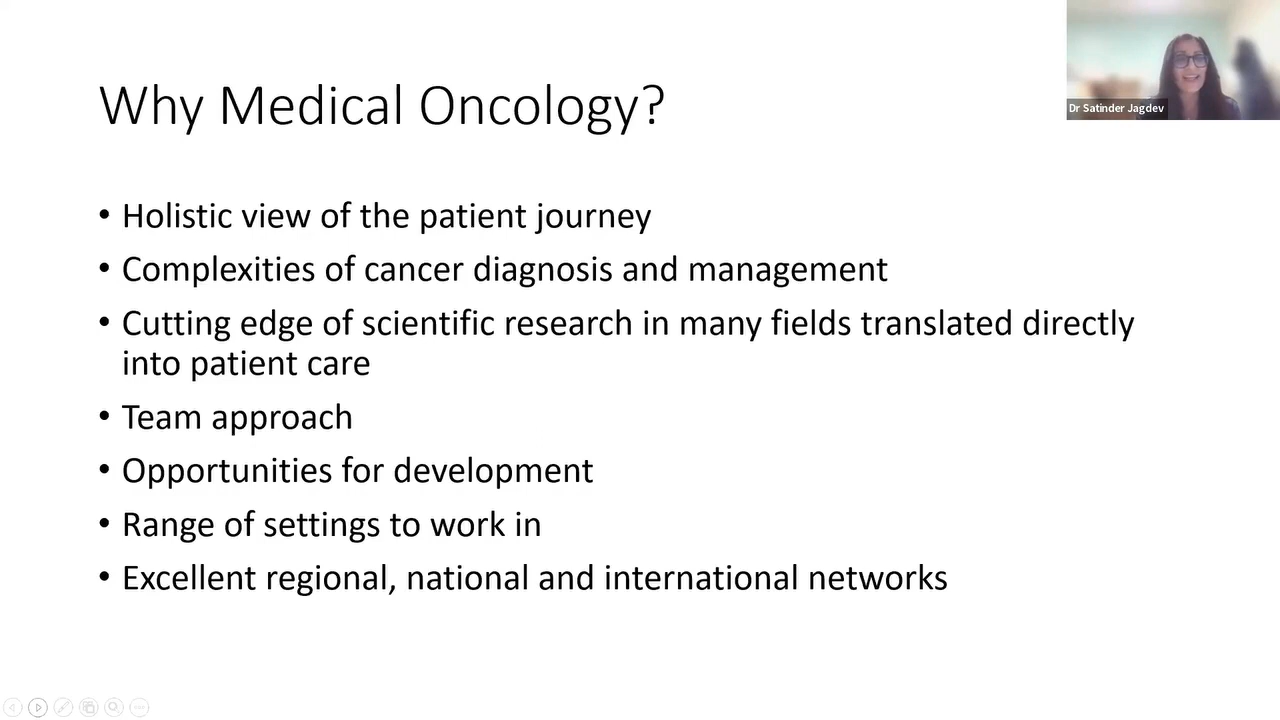 Why Medical Oncology?
Dr Satinder Jagdev
• Holistic view of the patient journey
• Complexities of cancer diagnosis and management
• Cutting edge of scientific research in many fields translated directly
into patient care
• Team approach
• Opportunities for development
• Range of settings to work in
• Excellent regional, national and international networks